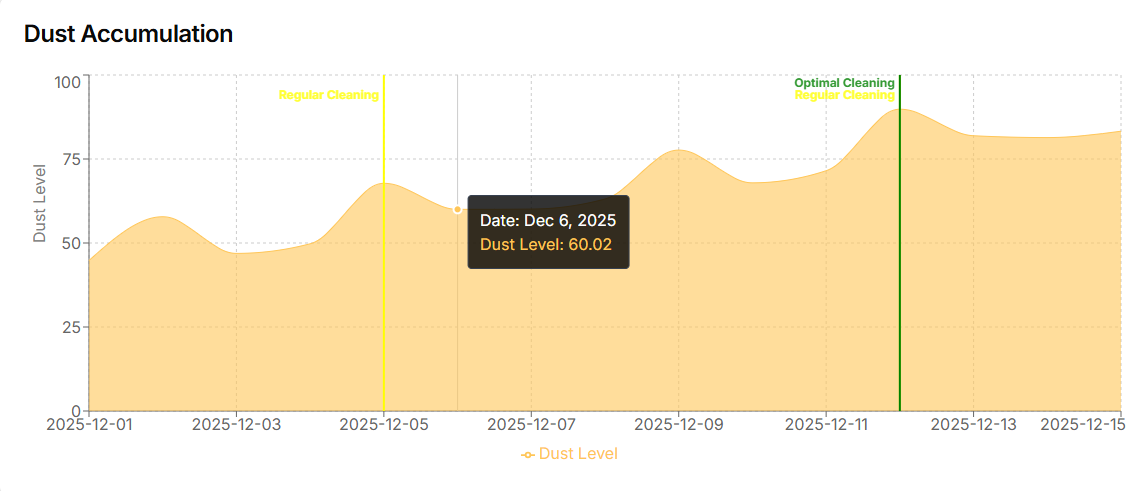 Dust Accumulation
100
Optimal Cleaning
Regular Cleaning
Regular Cleaning
75
Dust Level
Date: Dec 6, 2025
Dust Level: 60.02
50
25
0
2025-12-01 2025-12-03 2025-12-05 2025-12-07 2025-12-09 2025-12-11 2025-12-13 2025-12-15
Dust Level